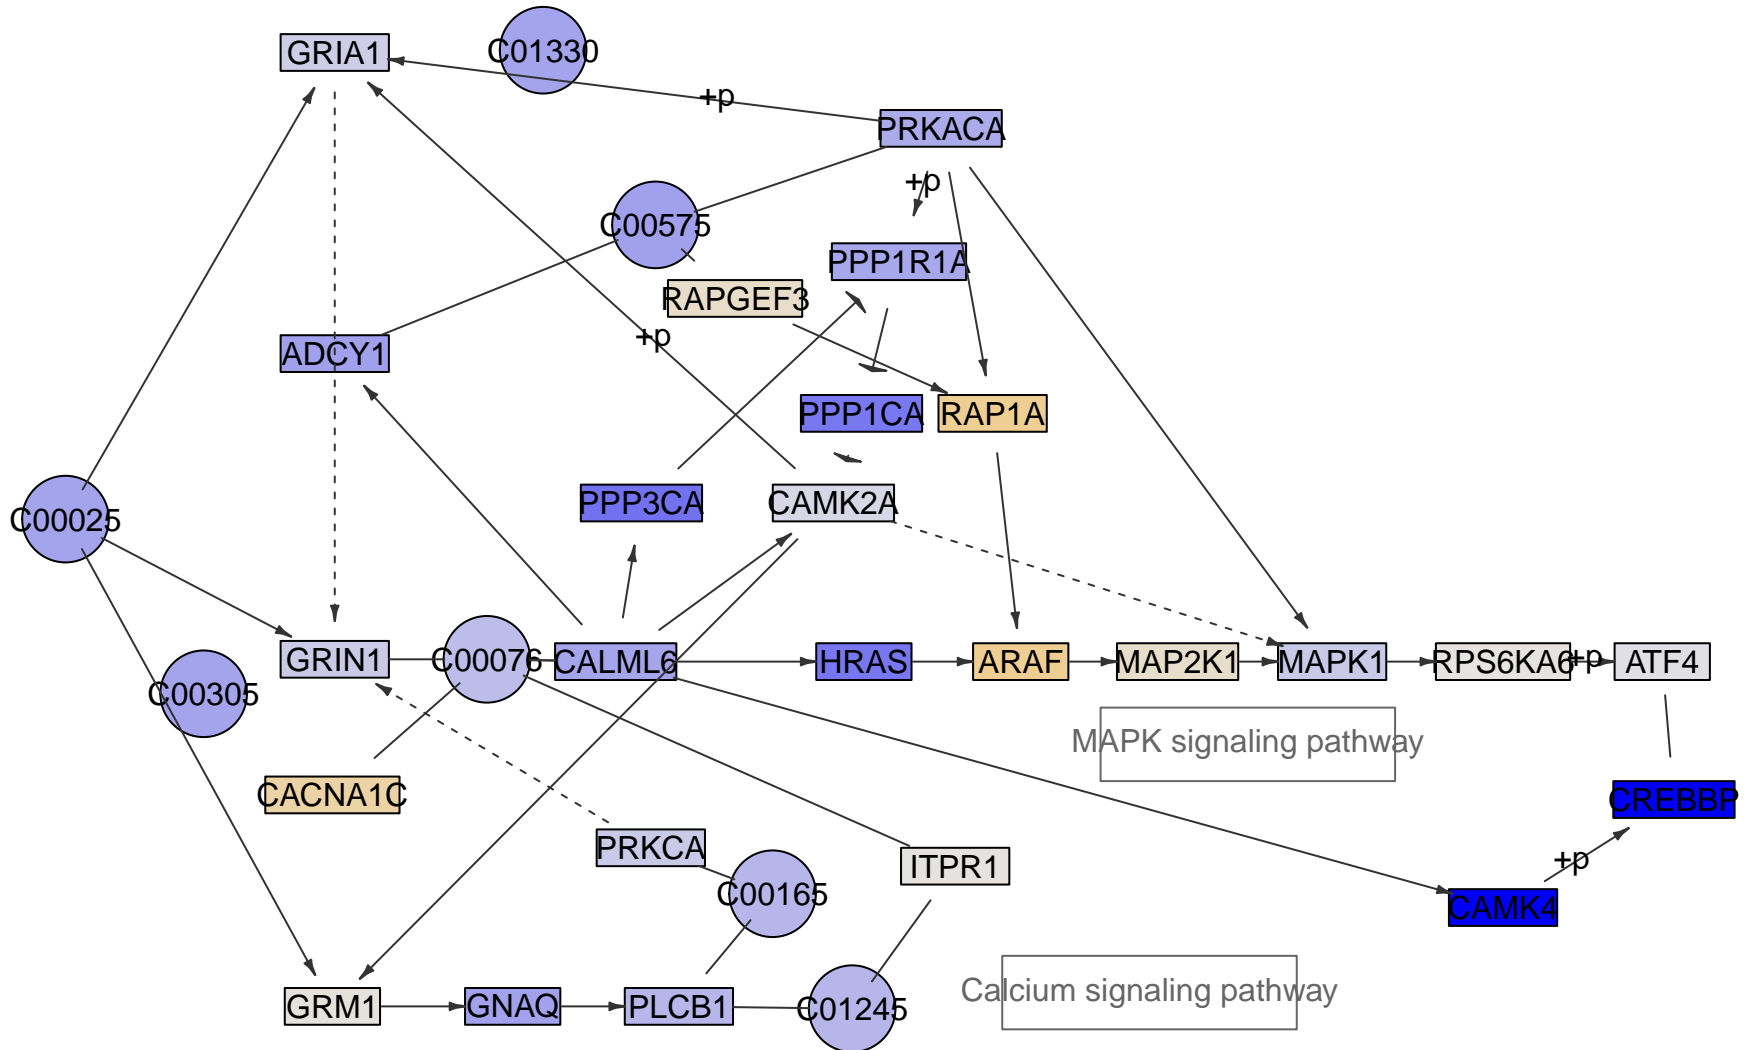 GRIA1
C01330
+p
PRKACA
+p
C00575
PPP1R1A
RAPGEF3
+p
ADCY1
PPP1CA
RAP1A
PPP3CA
CAMK2A
C00025
GRIN1
C00076
CALML6
HRAS
ARAF
MAP2K1
MAPK1
RPS6KA6
+p
ATF4
C00305
MAPK signaling pathway
CACNA1C
CREBBP
PRKCA
ITPR1
+p
C00165
CAMK4
Calcium signaling pathway
GRM1
GNAQ
PLCB1
C01245